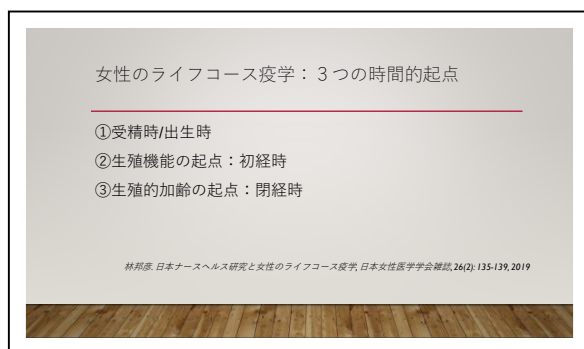 女性のライフコース疫学：３つの時間的起点
①受精時/出生時
②生殖機能の起点：初経時
③生殖的加齢の起点：閉経時
林邦彦. 日本ナースヘルス研究と女性のライフコース疫学, 日本女性医学学会雑誌, 26(2): 135-139, 2019